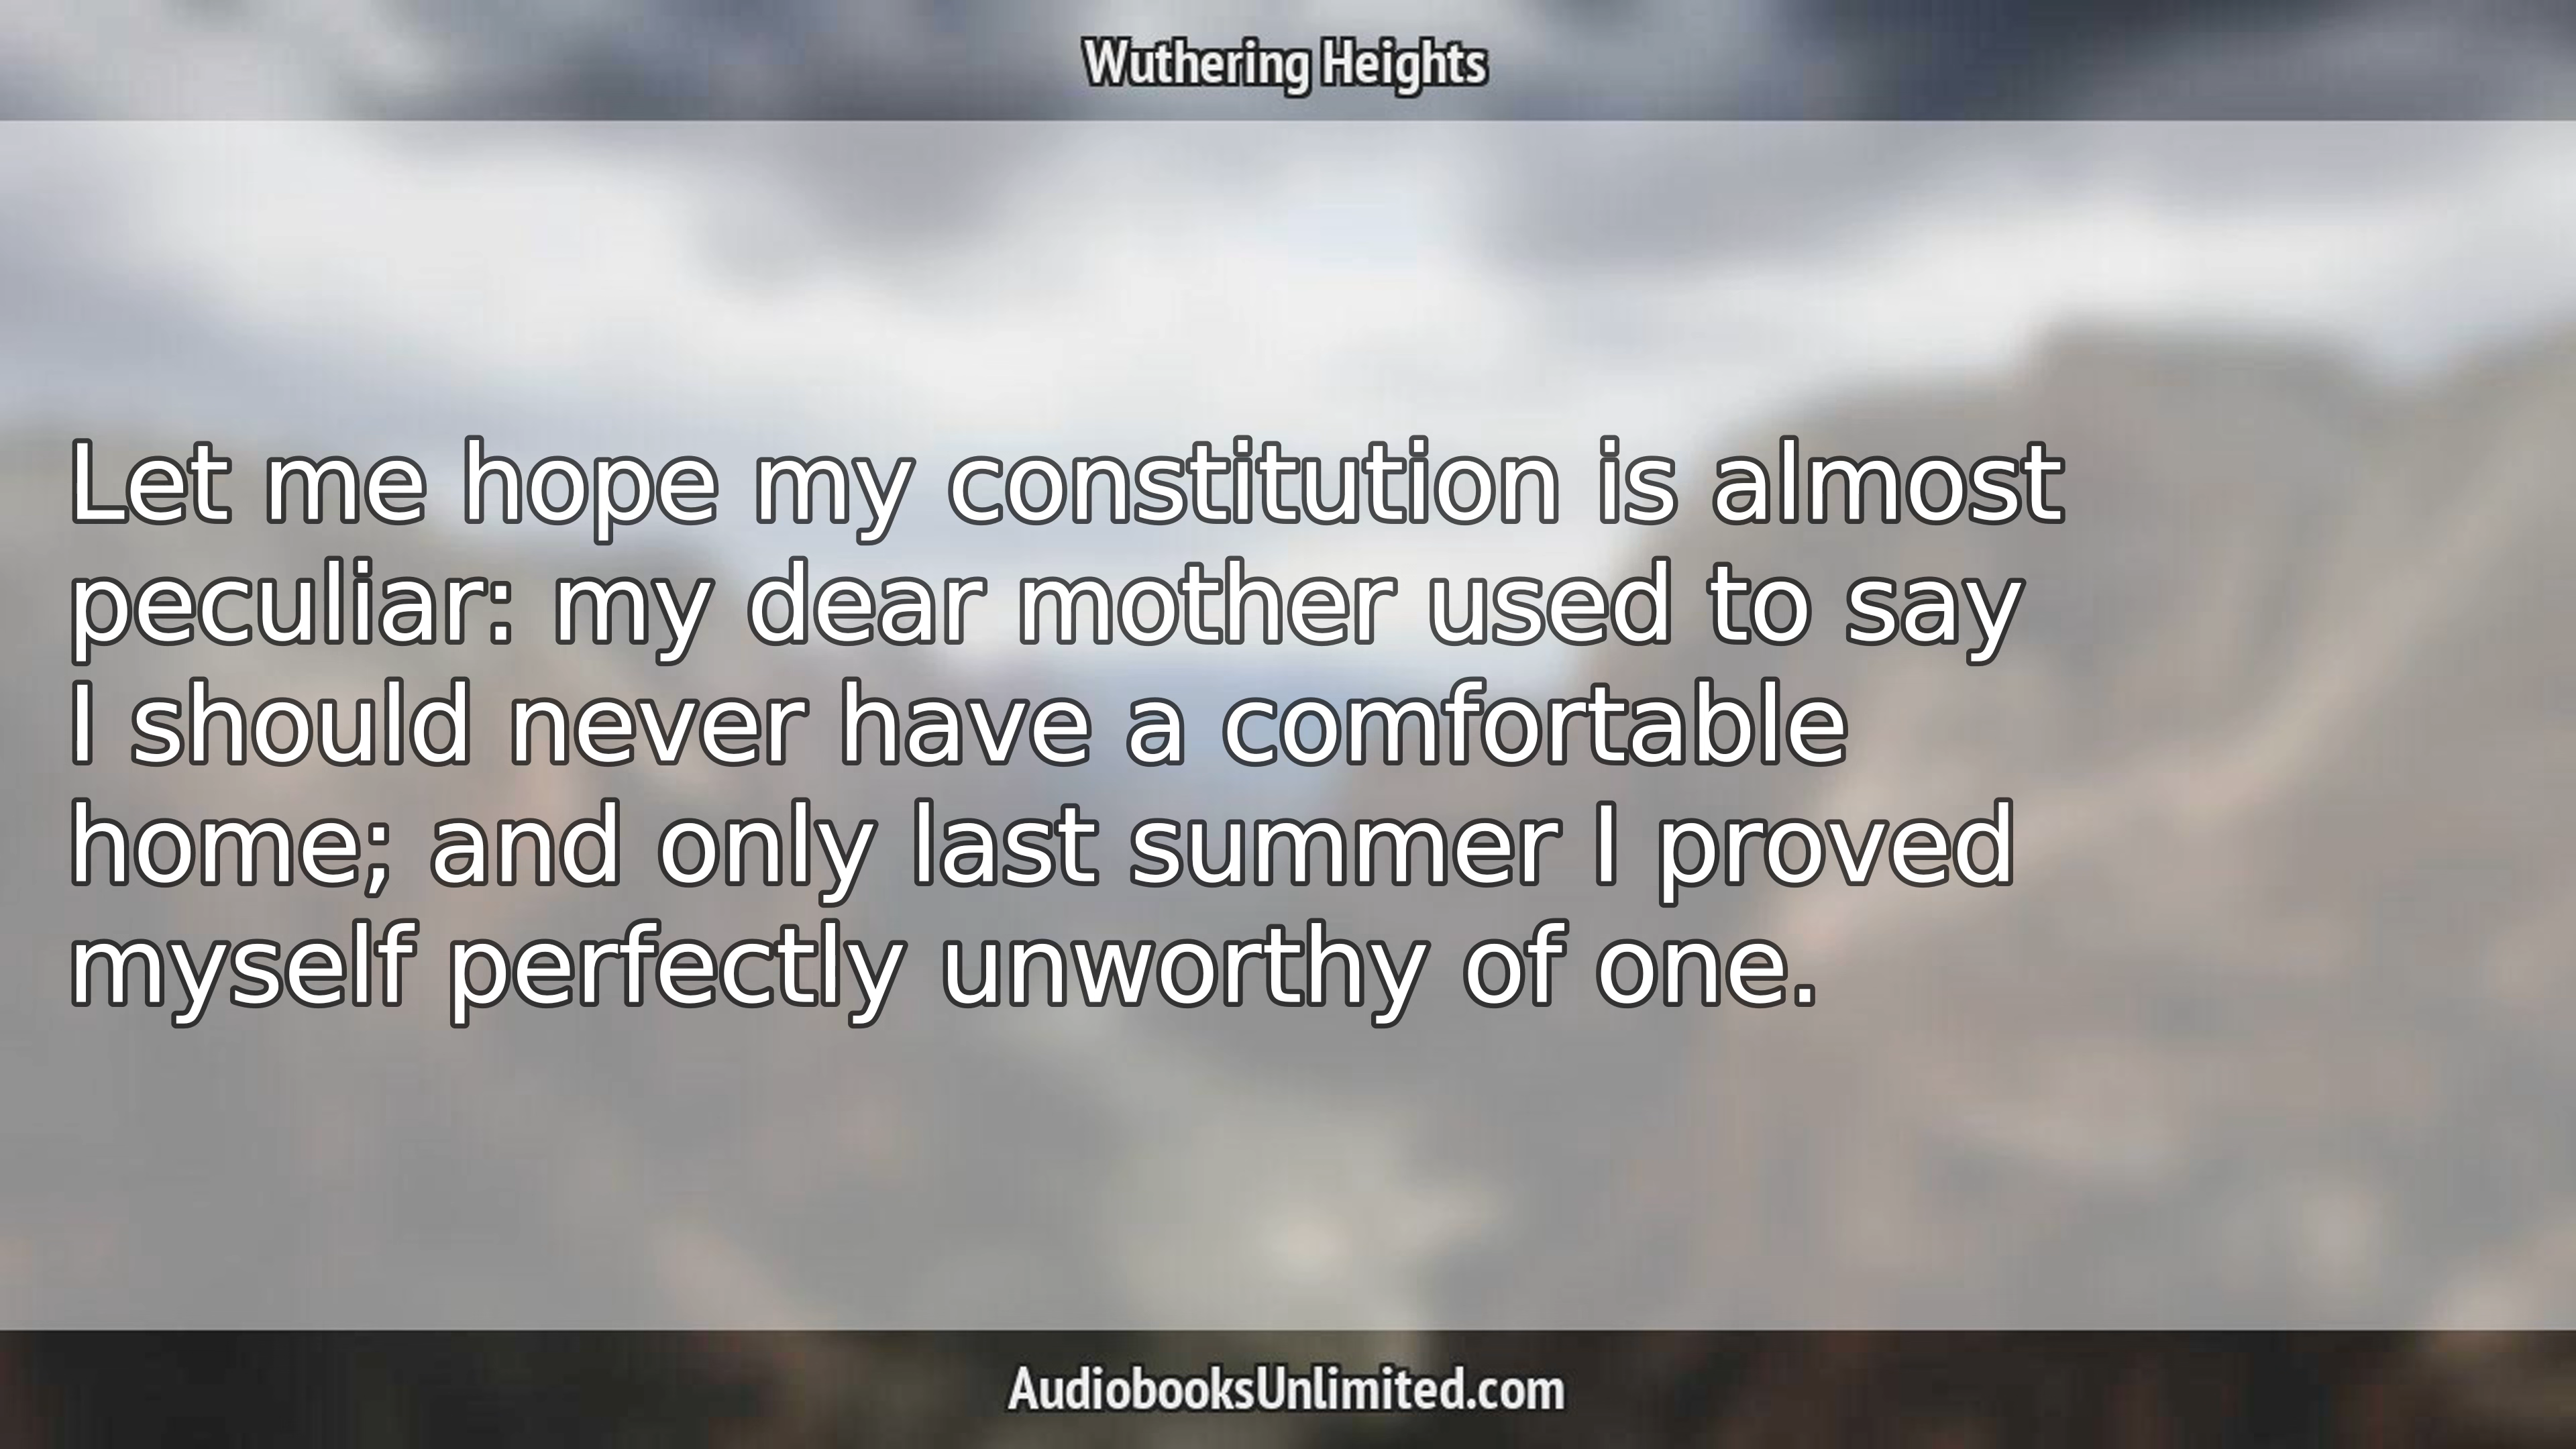 Wuthering Heights
Let me hope my constitution is almost
peculiar: my dear mother used to say
I should never have a comfortable
home; and only last summer I proved
myself perfectly unworthy of one.
AudiobooksUnlimited.com